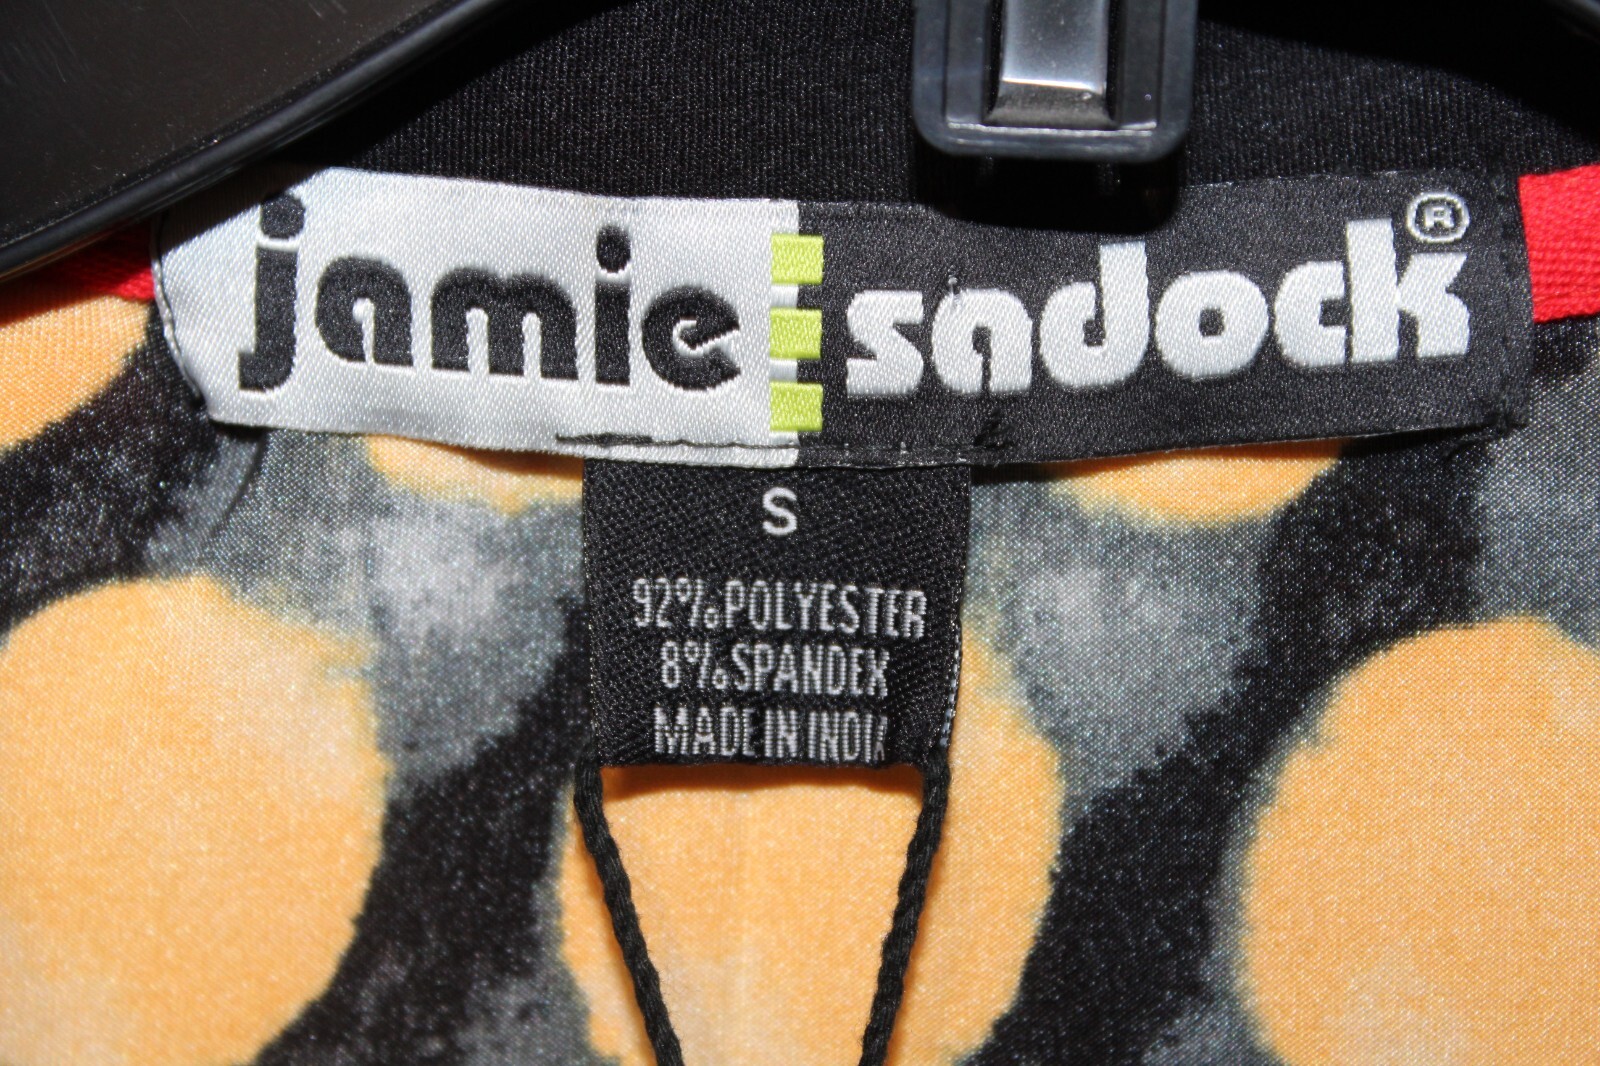 jamie sadock®
S
92% POLYESTER
8% SPANDEX
MADE IN INDIA